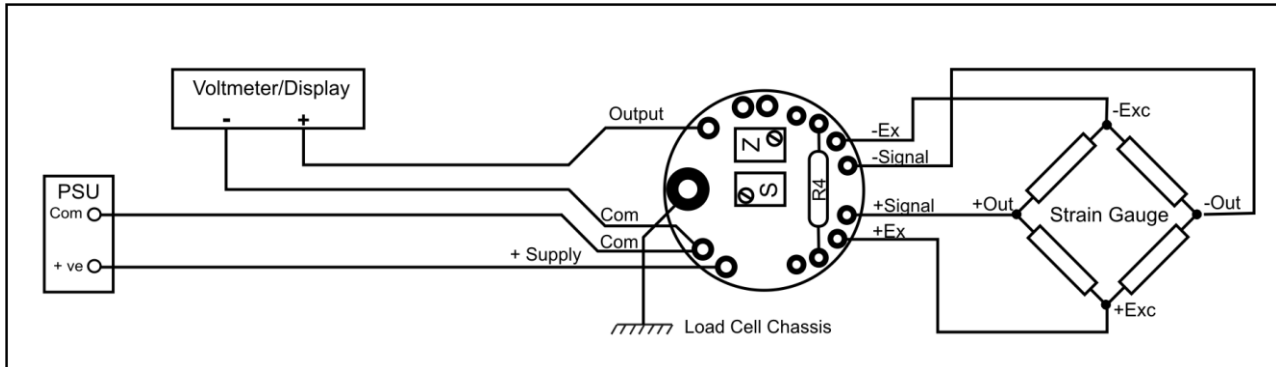 Voltmeter/Display
- +
Output
PSU
Com
+ ve
Com
Com
+ Supply
Load Cell Chassis
Z
S
R4
-Ex
-Signal
+Signal
+Ex
-Exc
+Out
Strain Gauge
-Out
+Exc